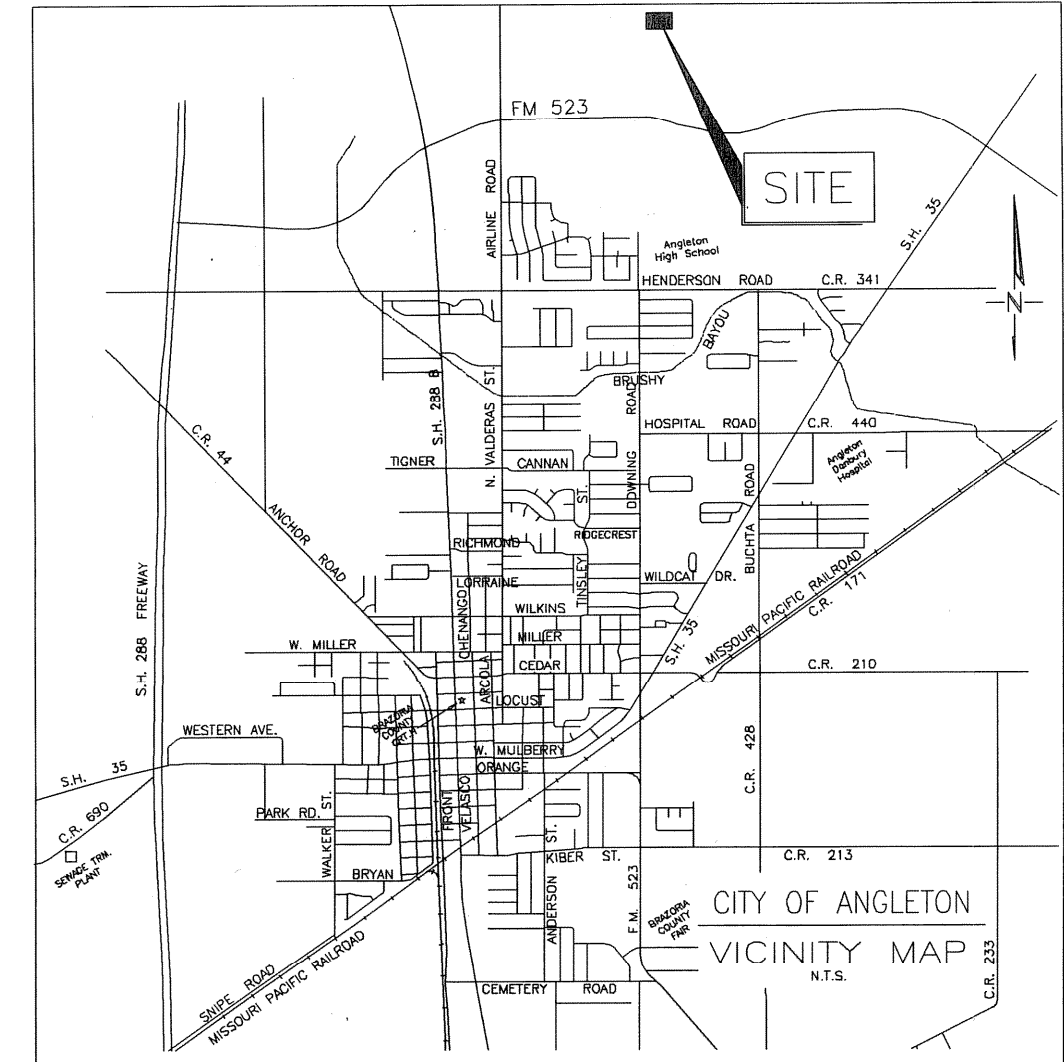 FM 523
SITE
AIRLINE ROAD
S.H. 35
Angleton
High School
HENDERSON ROAD
C.R. 341
N
BAYOU
BRUSHY
S.H. 288 B
N. VALDERAS ST.
HOSPITAL ROAD
C.R. 440
C.R. 44
TIGNER
CANNAN
DOWNING ROAD
Angleton
Danbury
Hospital
BUCHTA ROAD
ANCHOR ROAD
RICHMOND
RIDGECREST
TINSLEY ST.
LORRAINE
WILDCAT DR.
MISSOURI PACIFIC RAILROAD
C.R. 171
S.H. 288 FREEWAY
CHENANGO
WILKINS
MILLER
W. MILLER
S.H. 35
CEDAR
C.R. 210
ARCOLA
LOCUST
BRAZORIA
COUNTY
CRT.H
WESTERN AVE.
W. MULBERRY
ORANGE
S.H. 35
C.R. 428
C.R. 690
PARK RD.
WALKER ST.
FRONT
VELASCO
SEWAGE TRM.
PLANT
KIBER ST.
C.R. 213
BRYAN
ANDERSON ST.
F.M. 523
BRAZORIA
COUNTY
FAIR
CITY OF ANGLETON
VICINITY MAP
N.T.S.
C.R. 233
SNIPE ROAD
MISSOURI PACIFIC RAILROAD
CEMETERY ROAD